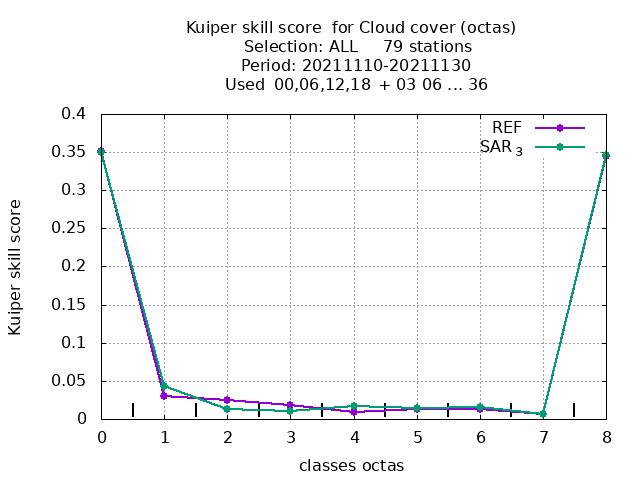 Kuiper skill score  for Cloud cover (octas)
Selection: ALL     79 stations
Period: 20211110-20211130
Used  00,06,12,18  + 03 06 ... 36
REF
SAR 3
0.4
0.35
0.3
0.25
0.2
0.15
0.1
0.05
0
Kuiper skill score
0 1 2 3 4 5 6 7 8
classes octas